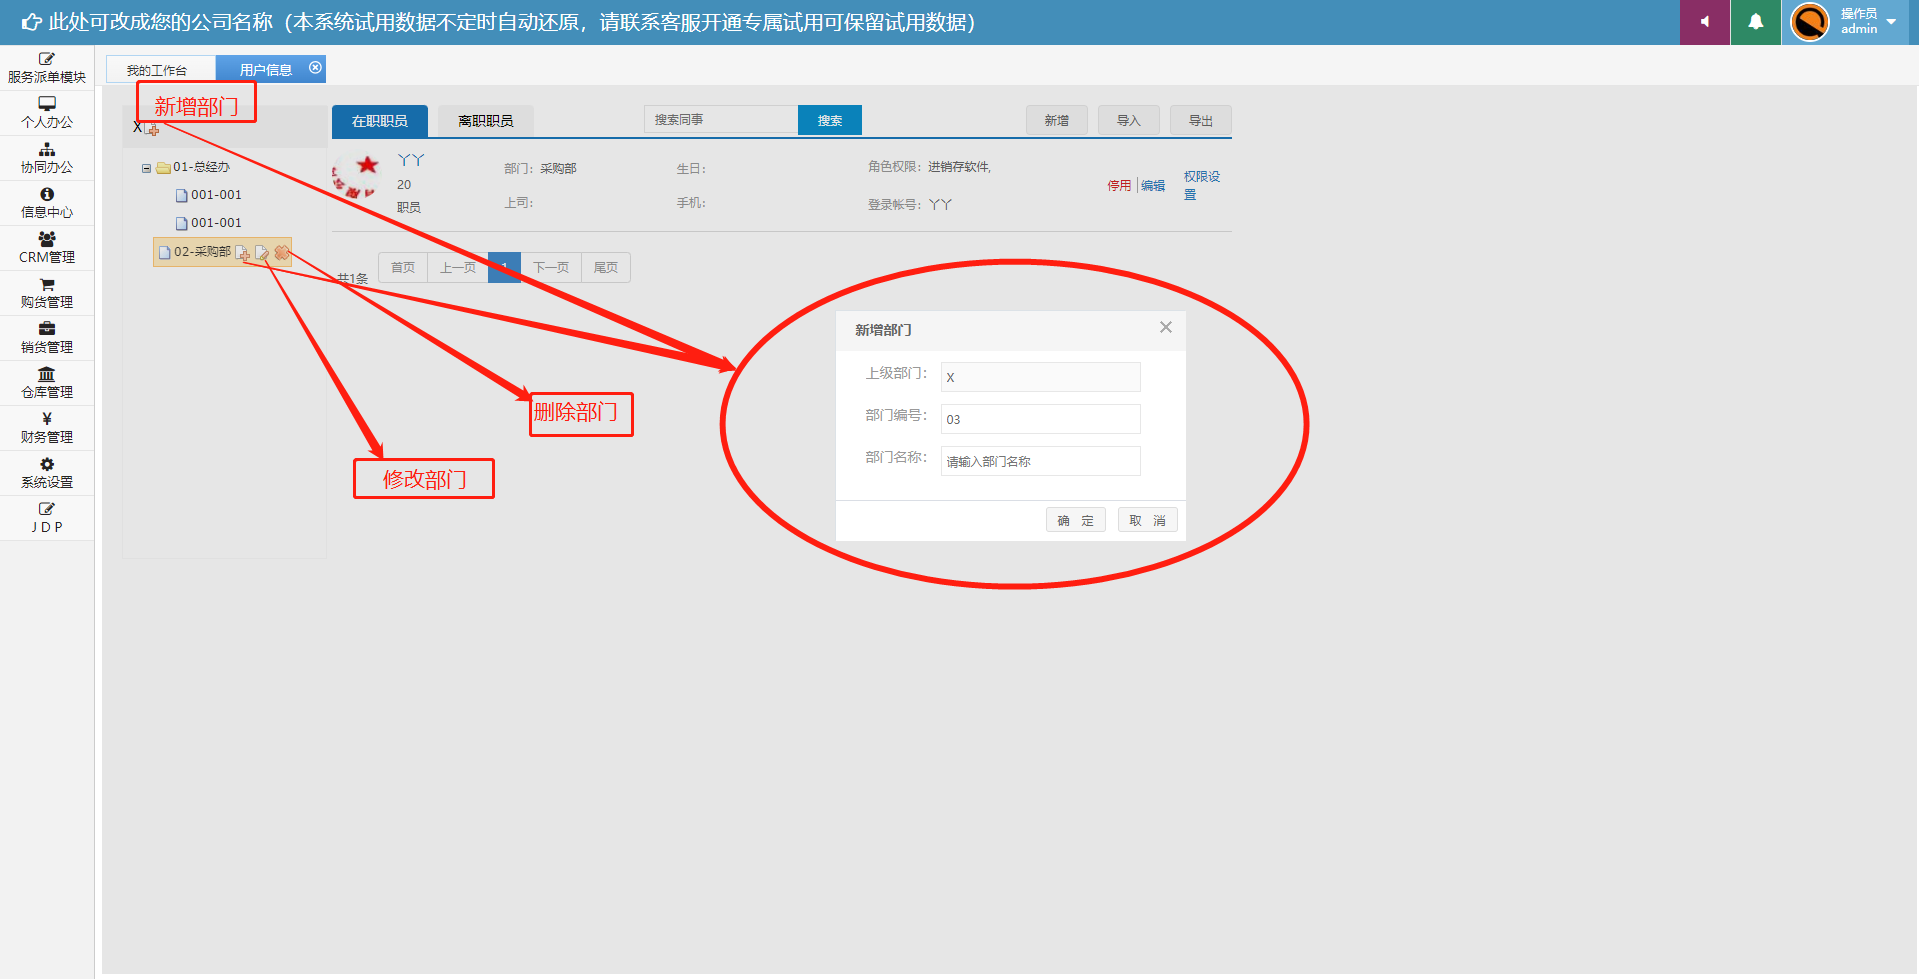 此处可改成您的公司名称（本系统试用数据不定时自动还原，请联系客服开通专属试用可保留试用数据）
操作员
admin
服务派单模块
个人办公
协同办公
信息中心
CRM管理
购货管理
销货管理
仓库管理
财务管理
系统设置
J D P
我的工作台
用户信息
新增部门
X
01-总经办
001-001
001-001
02-采购部
在职职员
离职职员
搜索同事
搜索
新增
导入
导出
丫丫
20
职员
部门：采购部
上司：
生日：
手机：
角色权限：进销存软件,
登录帐号：丫丫
停用
编辑
权限设置
共1条
首页
上一页
1
下一页
尾页
删除部门
修改部门
新增部门
上级部门：
X
部门编号：
03
部门名称：
请输入部门名称
确 定
取 消